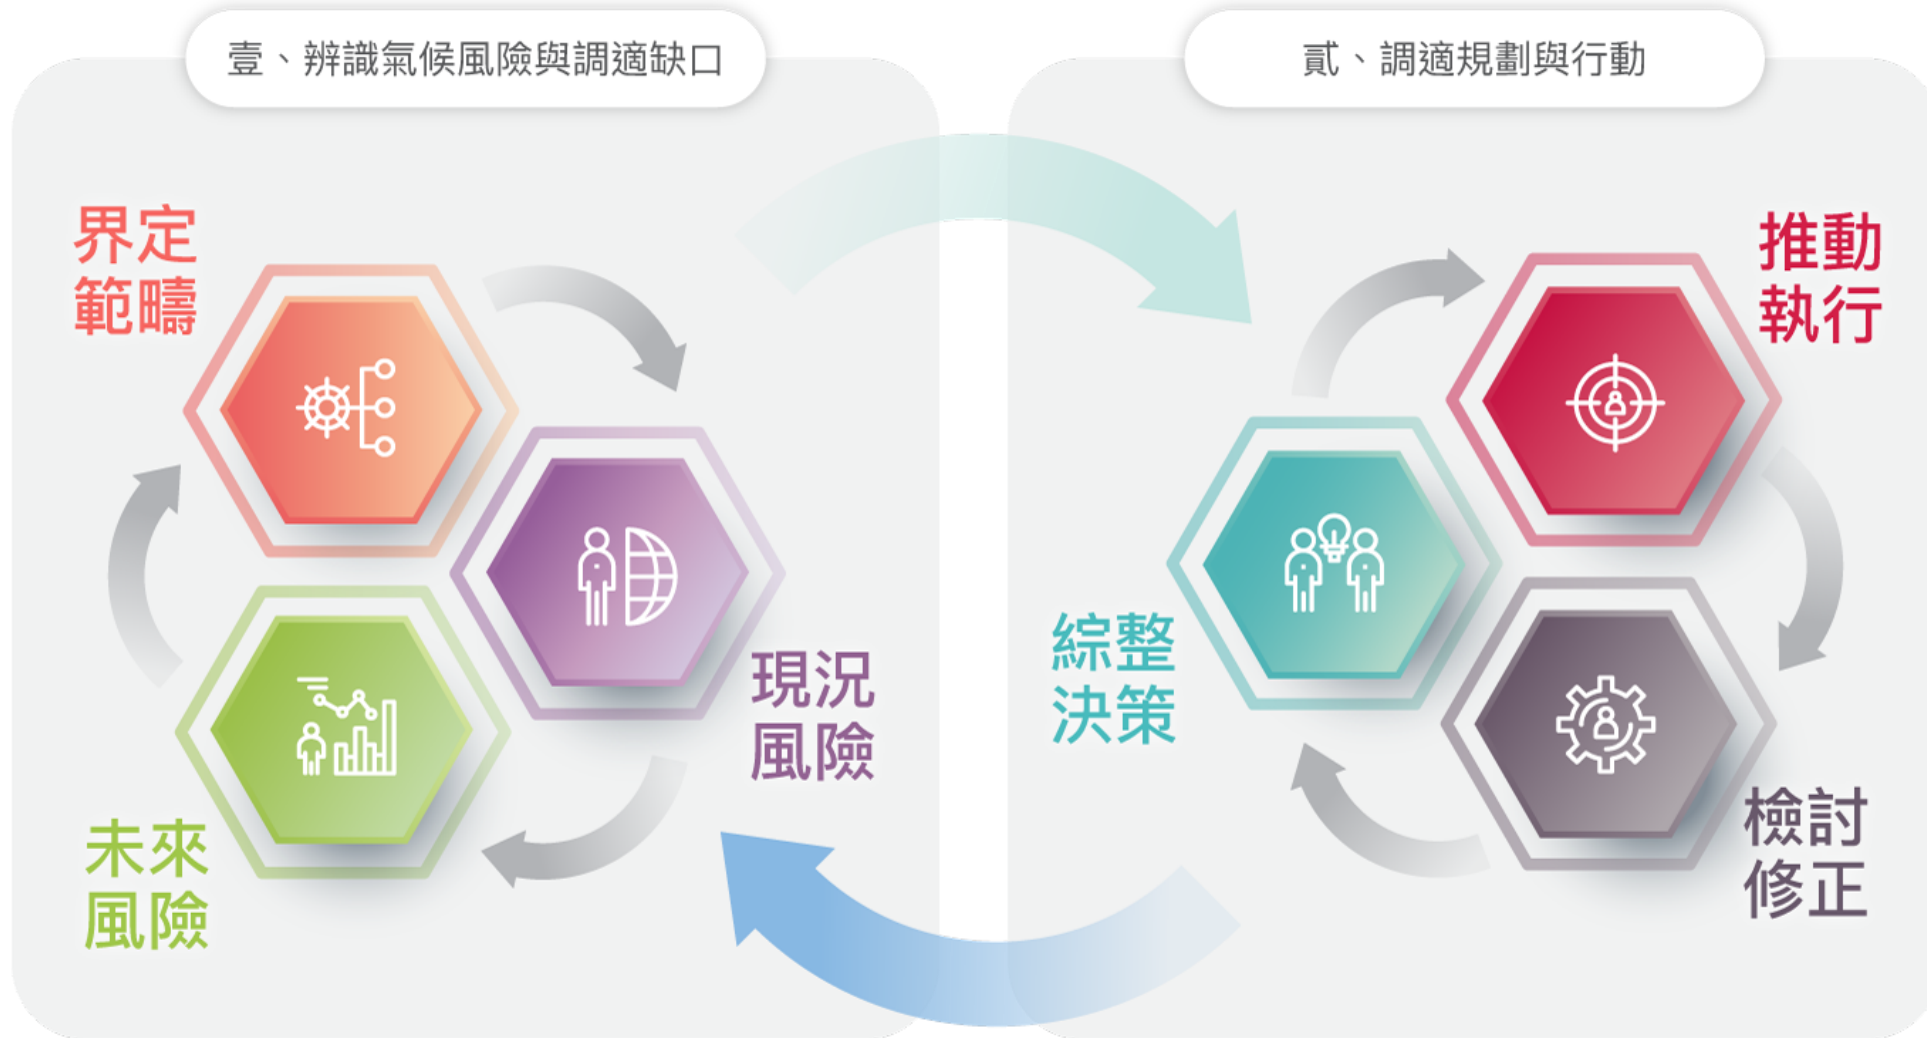 壹、辨識氣候風險與調適缺口
界定
範疇
現況
風險
未來
風險
貳、調適規劃與行動
推動
執行
綜整
決策
檢討
修正